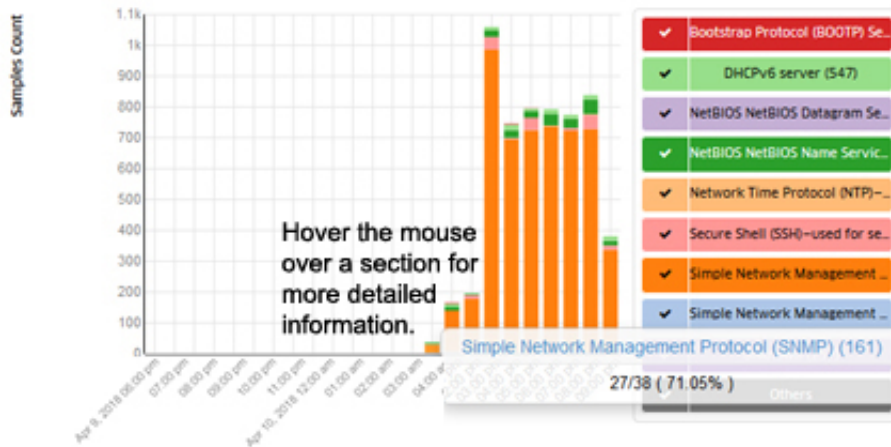 Samples Count
1.1k
1k
900
800
700
600
500
400
300
200
100
0
Apr 9, 2018 06:00 pm
07:00 pm
08:00 pm
09:00 pm
10:00 pm
11:00 pm
Apr 10, 2018 12:00 am
01:00 am
02:00 am
03:00 am
04:00
Hover the mouse
over a section for
more detailed
information.
Bootstrap Protocol (BOOTP) Se...
DHCPv6 server (547)
NetBIOS NetBIOS Datagram Se...
NetBIOS NetBIOS Name Servic...
Network Time Protocol (NTP)—...
Secure Shell (SSH)—used for se...
Simple Network Management ...
Simple Network Management ...
Simple Network Management Protocol (SNMP) (161)
27/38 ( 71.05% )
Others